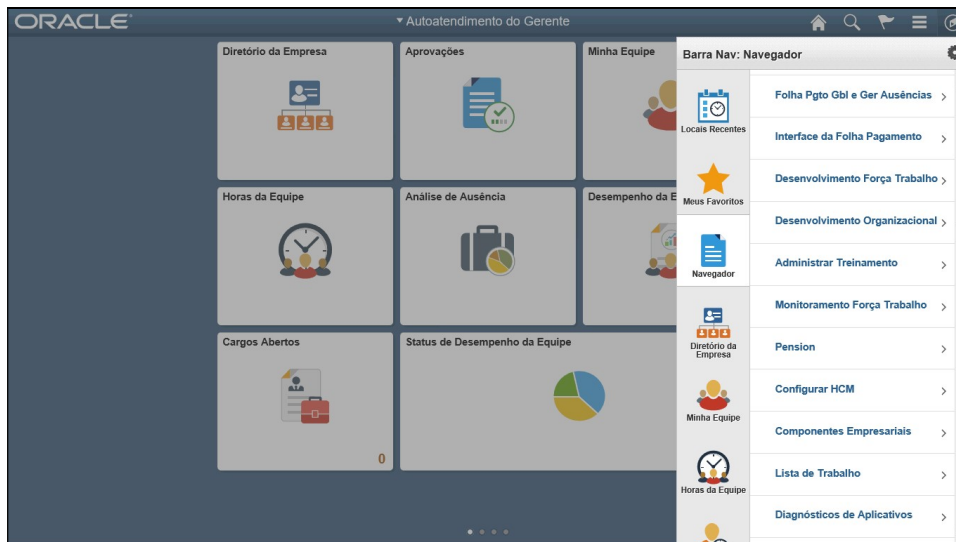 ORACLE
Autoatendimento do Gerente
Diretório da Empresa
Aprovações
Minha Equipe
Horas da Equipe
Análise de Ausência
Desempenho da E
Cargos Abertos
0
Status de Desempenho da Equipe
Barra Nav: Navegador
Locais Recentes
Meus Favoritos
Navegador
Diretório da
Empresa
Minha Equipe
Horas da Equipe
Folha Pgto Gbl e Ger Ausências
Interface da Folha Pagamento
Desenvolvimento Força Trabalho
Desenvolvimento Organizacional
Administrar Treinamento
Monitoramento Força Trabalho
Pension
Configurar HCM
Componentes Empresariais
Lista de Trabalho
Diagnósticos de Aplicativos